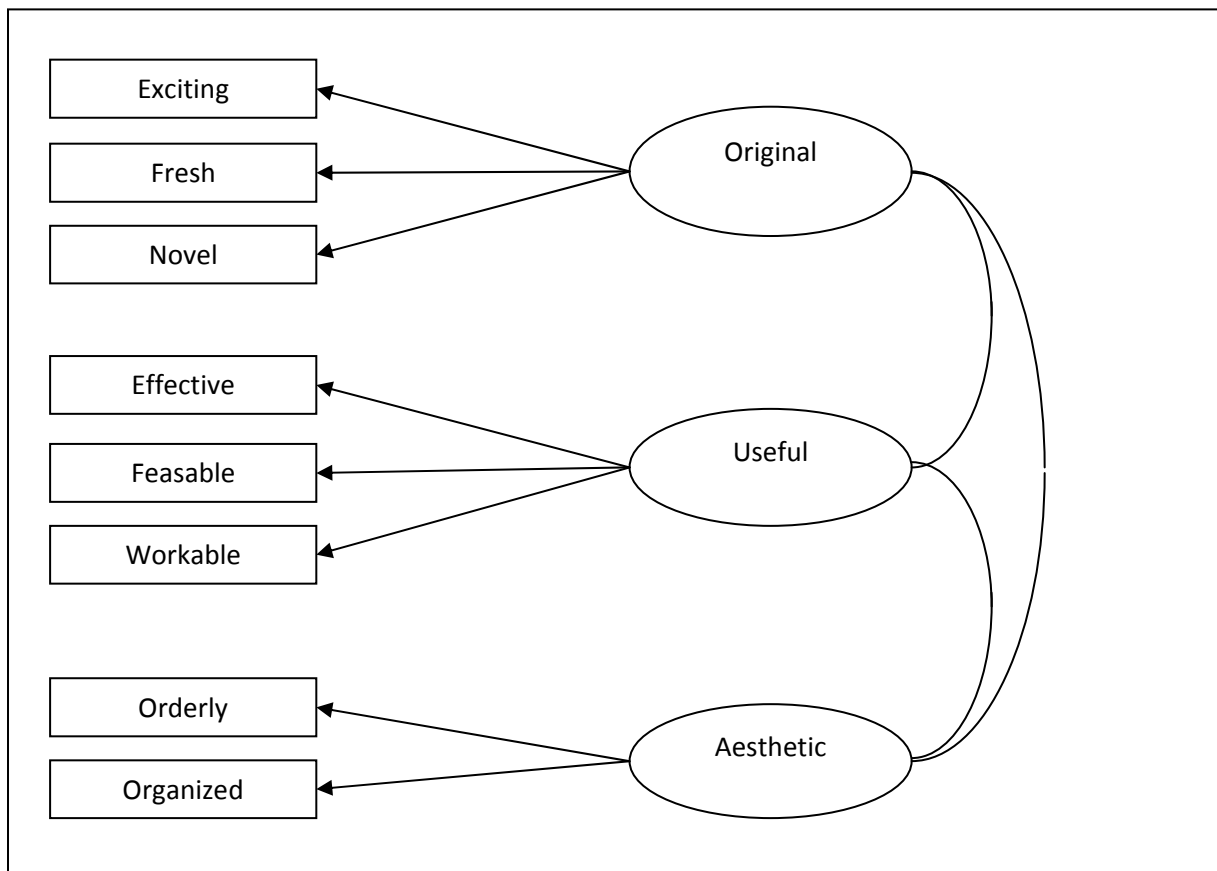 Exciting
Original
Fresh
Novel
Effective
Useful
Feasable
Workable
Orderly
Aesthetic
Organized